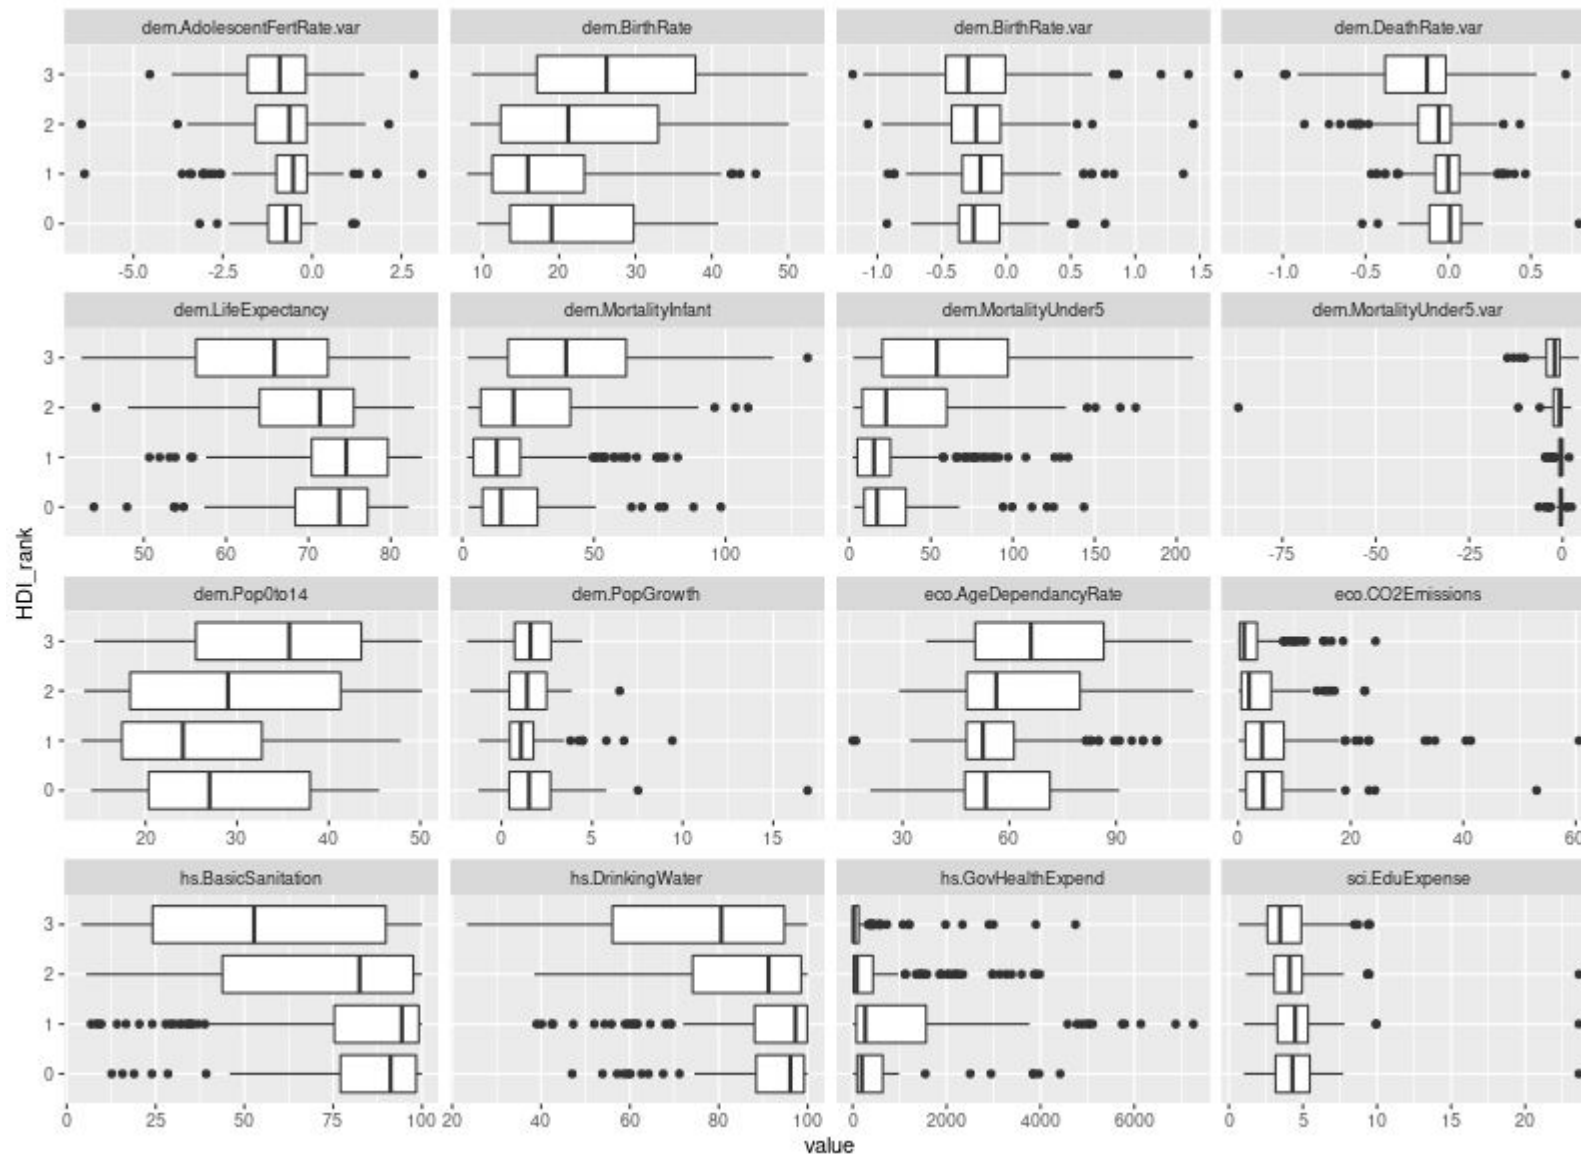 dem.AdolescentFertRate.var dem.BirthRate dem.BirthRate.var dem.DeathRate.var
3
2
1
0
-5.0 -2.5 0.0 2.5 10 20 30 40 50 -1.0 -0.5 0.0 0.5 1.0 1.5 -1.0 -0.5 0.0 0.5
dem.LifeExpectancy dem.MortalityInfant dem.MortalityUnder5 dem.MortalityUnder5.var
3
2
1
0
50 60 70 80 0 50 100 0 50 100 150 200 -75 -50 -25 0
HDI_rank
dem.Pop0to14 dem.PopGrowth eco.AgeDependancyRate eco.CO2Emissions
3
2
1
0
20 30 40 50 0 5 10 15 30 60 90 0 20 40 60
hs.BasicSanitation hs.DrinkingWater hs.GovHealthExpend sci.EduExpense
3
2
1
0
0 25 50 75 100 20 40 60 80 100 0 2000 4000 6000 0 5 10 15 20
value